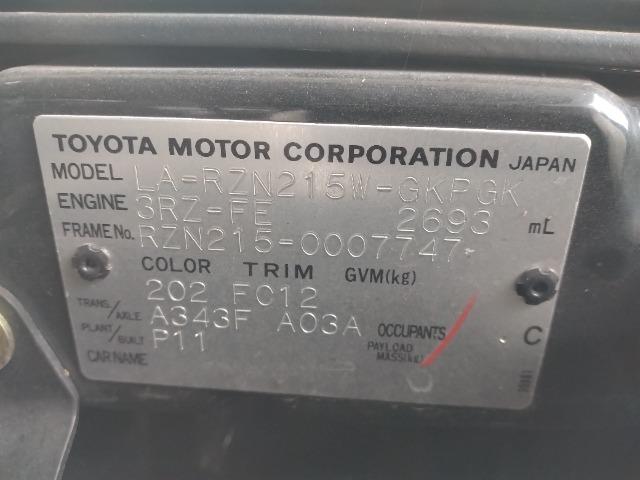 TOYOTA MOTOR CORPORATION JAPAN
MODEL LA-RZN215W-GKPGK
ENGINE 3RZ-FE 2693 mL
FRAME No. RZN215-0007747
COLOR TRIM GVM(kg)
202 FC12
TRANS./AXLE A343F A03A OCCUPANTS C
PLANT/BUILT P11 PAYLOAD MASS(kg)
CAR NAME